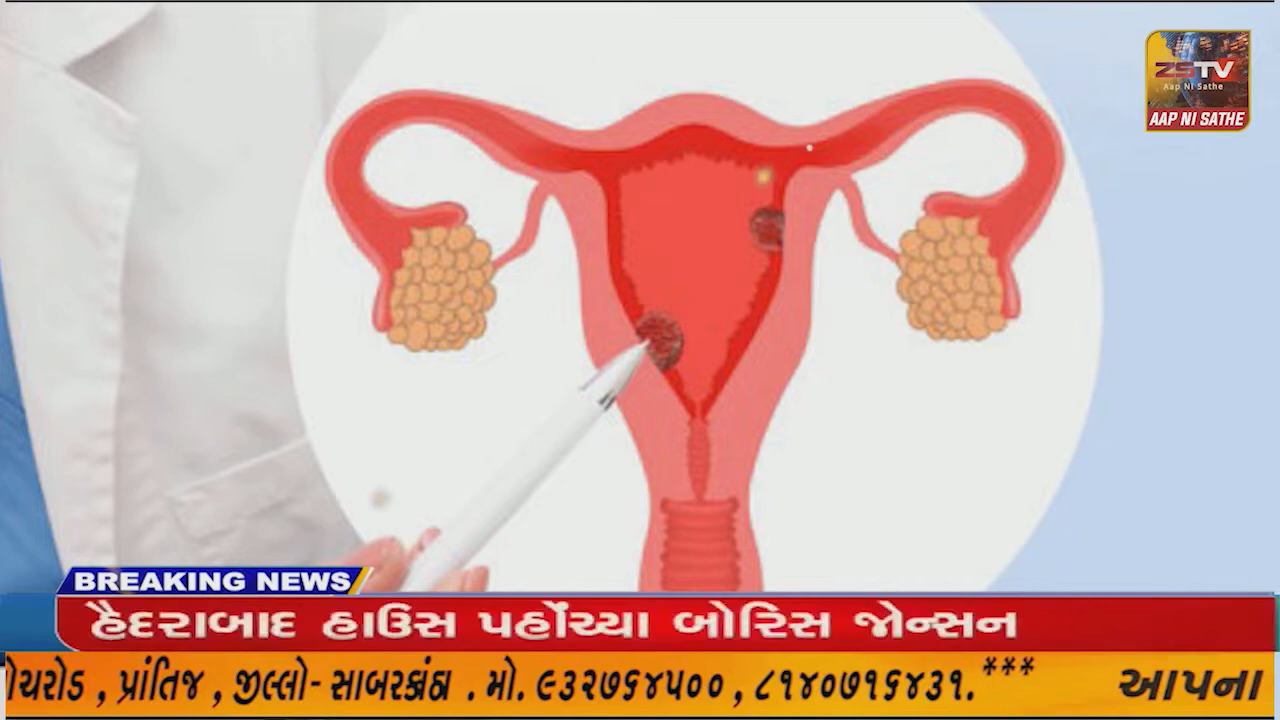 ZSTV
Aap Ni Sathe
AAP NI SATHE
BREAKING NEWS
હૈદરાબાદ હાઉસ પહોંચ્યા બોરિસ જોન્સન
ચરોડ , પ્રાંતિજ , જીલ્લો- સાબરકાંઠા . મો. ૯૩૨૭૬૪૫૦૦ , ૮૧૪૦૭૧૬૪૩૧.*** આપના